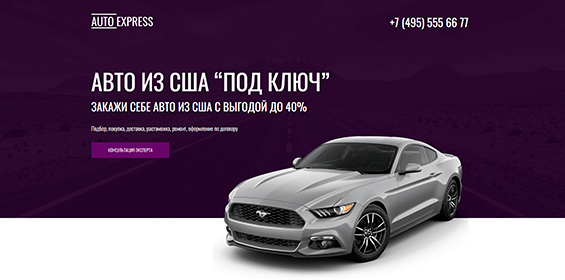 AUTO EXPRESS
+7 (495) 555 66 77
АВТО ИЗ США “ПОД КЛЮЧ”
ЗАКАЖИ СЕБЕ АВТО ИЗ США С ВЫГОДОЙ ДО 40%
Подбор, покупка, доставка, растаможка, ремонт, оформление по договору
КОНСУЛЬТАЦИЯ ЭКСПЕРТА